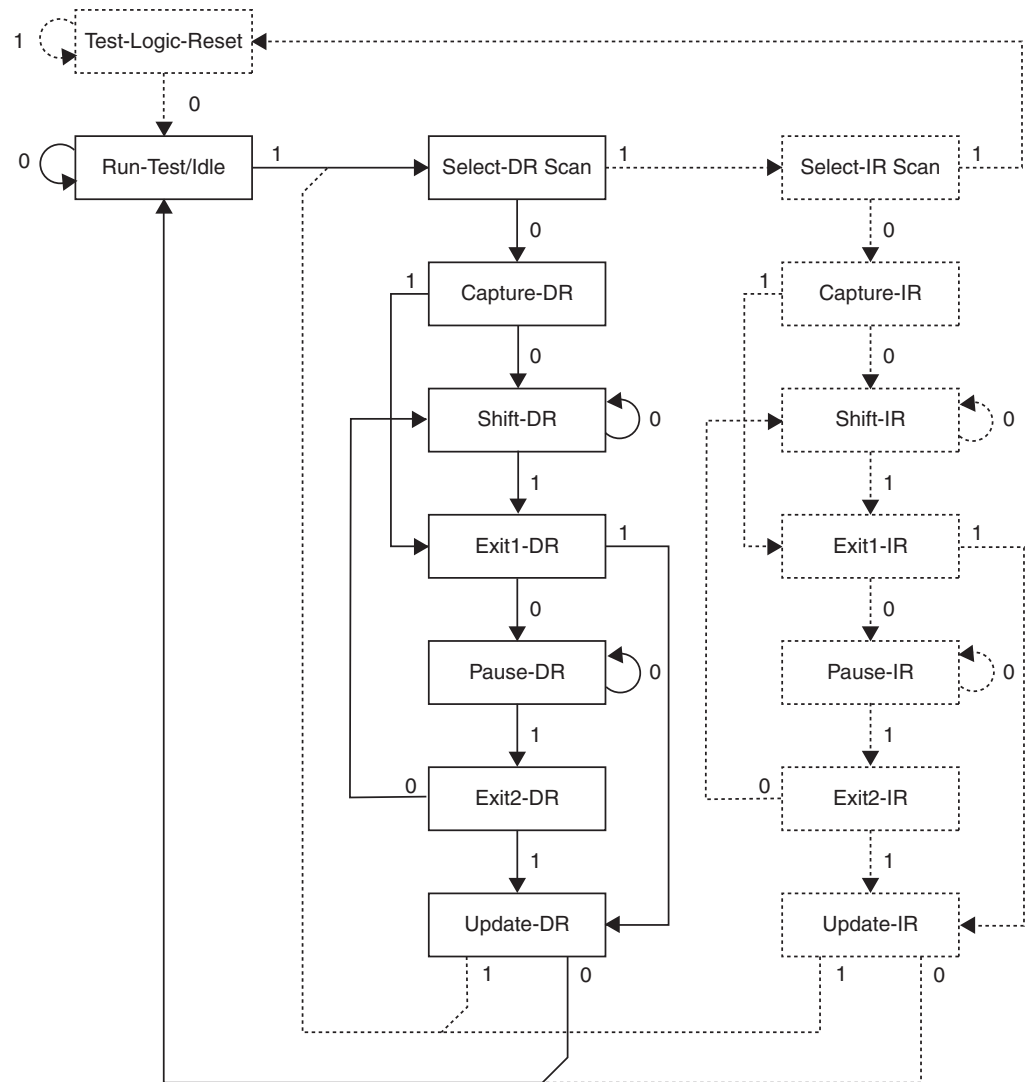 1
Test-Logic-Reset
0
0
Run-Test/Idle
1
Select-DR Scan
1
Select-IR Scan
1
0
0
1
Capture-DR
1
Capture-IR
0
0
Shift-DR
0
Shift-IR
0
1
1
Exit1-DR
1
Exit1-IR
1
0
0
Pause-DR
0
Pause-IR
0
1
1
0
Exit2-DR
0
Exit2-IR
1
1
Update-DR
Update-IR
1
0
1
0